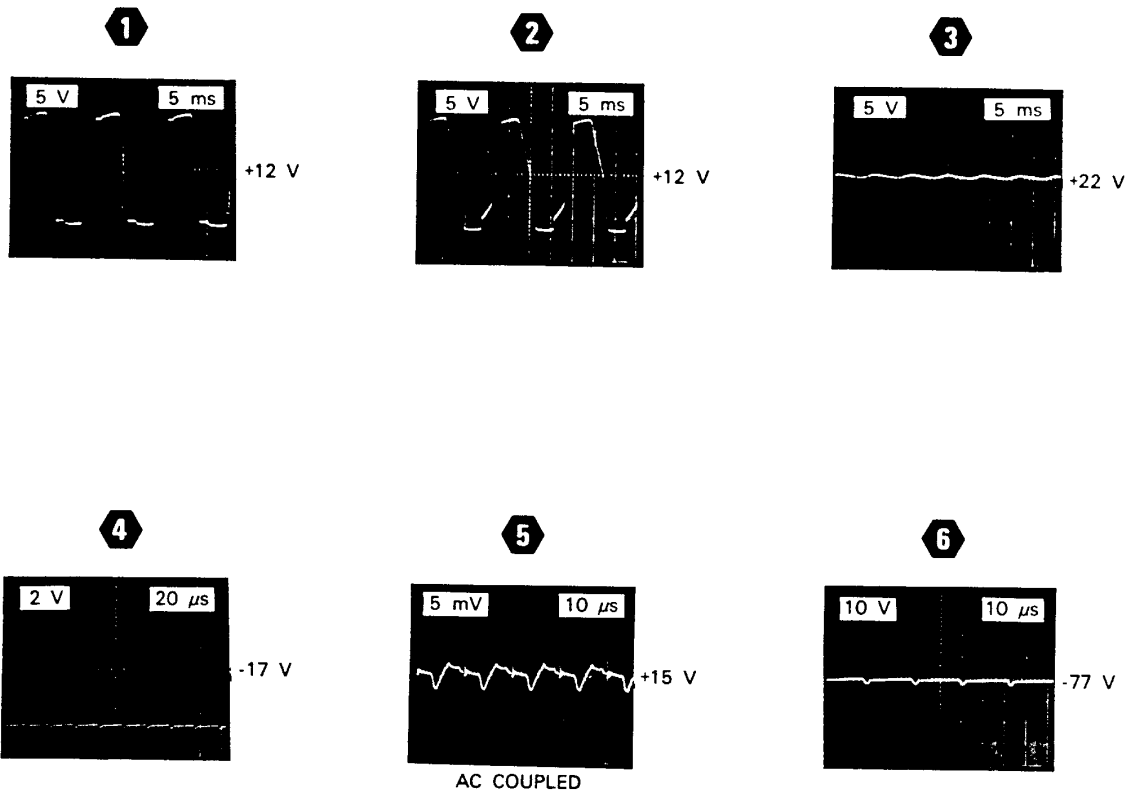 1
2
3
5 V 5 ms
+12 V
5 V 5 ms
+12 V
5 V 5 ms
+22 V
4
5
6
2 V 20 µs
-17 V
5 mV 10 µs
+15 V
AC COUPLED
10 V 10 µs
-77 V